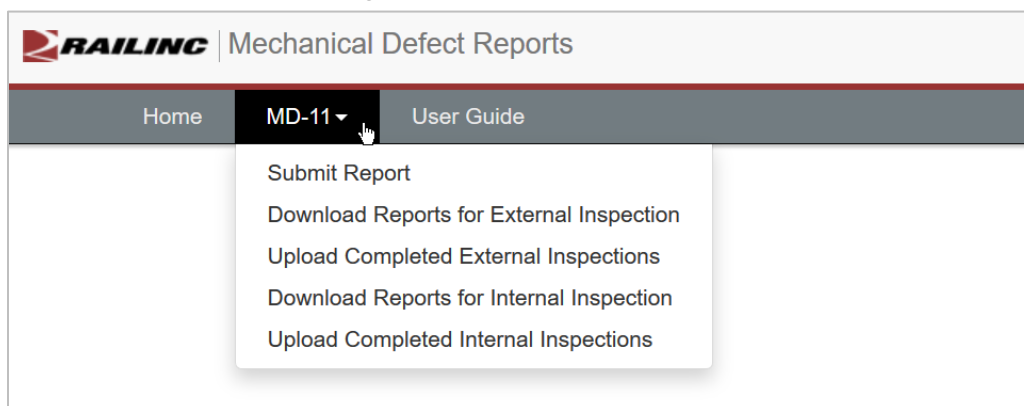 RAILINC Mechanical Defect Reports
Home MD-11 User Guide
Submit Report
Download Reports for External Inspection
Upload Completed External Inspections
Download Reports for Internal Inspection
Upload Completed Internal Inspections